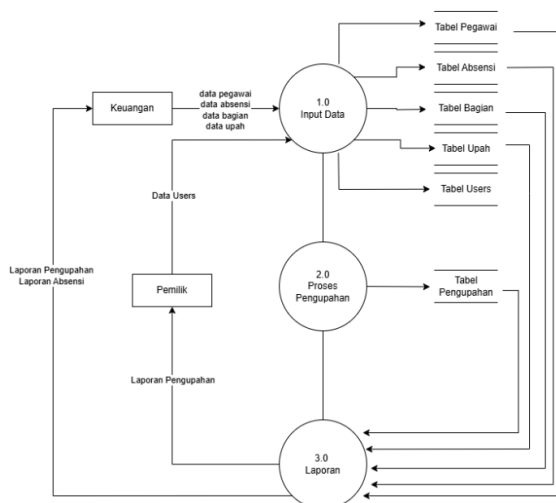 Tabel Pegawai
Tabel Absensi
Tabel Bagian
Tabel Upah
Tabel Users
Keuangan
data pegawai
data absensi
data bagian
data upah
1.0
Input Data
Data Users
Laporan Pengupahan
Laporan Absensi
Pemilik
2.0
Proses
Pengupahan
Tabel
Pengupahan
Laporan Pengupahan
3.0
Laporan